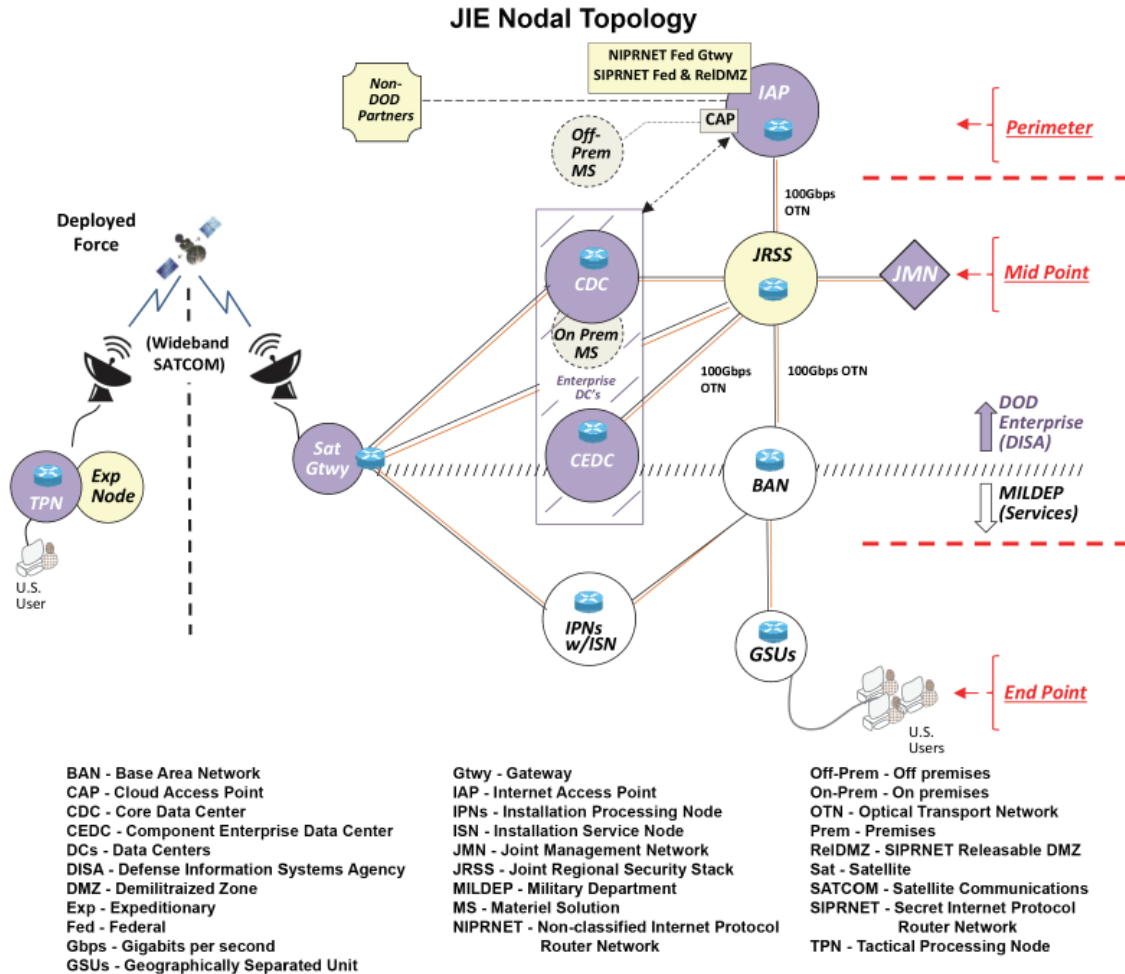 JIE Nodal Topology
NIPRNET Fed Gtwy
SIPRNET Fed & RelDMZ
IAP
Non-
DOD
Partners
CAP
Off-
Prem
MS
Perimeter
100Gbps
OTN
Deployed
Force
Enterprise DC's
CDC
JRSS
JMN
Mid Point
(Wideband
SATCOM)
On Prem
MS
100Gbps
OTN
100Gbps OTN
Enterprise
DC's
DOD
Enterprise
(DISA)
Sat
Gtwy
CEDC
BAN
TPN
Exp
Node
MILDEP
(Services)
U.S.
User
IPNs
w/ISN
GSUs
End Point
U.S.
Users
BAN - Base Area Network
CAP - Cloud Access Point
CDC - Core Data Center
CEDC - Component Enterprise Data Center
DCs - Data Centers
DISA - Defense Information Systems Agency
DMZ - Demilitraized Zone
Exp - Expeditionary
Fed - Federal
Gbps - Gigabits per second
GSUs - Geographically Separated Unit
Gtwy - Gateway
IAP - Internet Access Point
IPNs - Installation Processing Node
ISN - Installation Service Node
JMN - Joint Management Network
JRSS - Joint Regional Security Stack
MILDEP - Military Department
MS - Materiel Solution
NIPRNET - Non-classified Internet Protocol
Router Network
Off-Prem - Off premises
On-Prem - On premises
OTN - Optical Transport Network
Prem - Premises
RelDMZ - SIPRNET Releasable DMZ
Sat - Satellite
SATCOM - Satellite Communications
SIPRNET - Secret Internet Protocol
Router Network
TPN - Tactical Processing Node